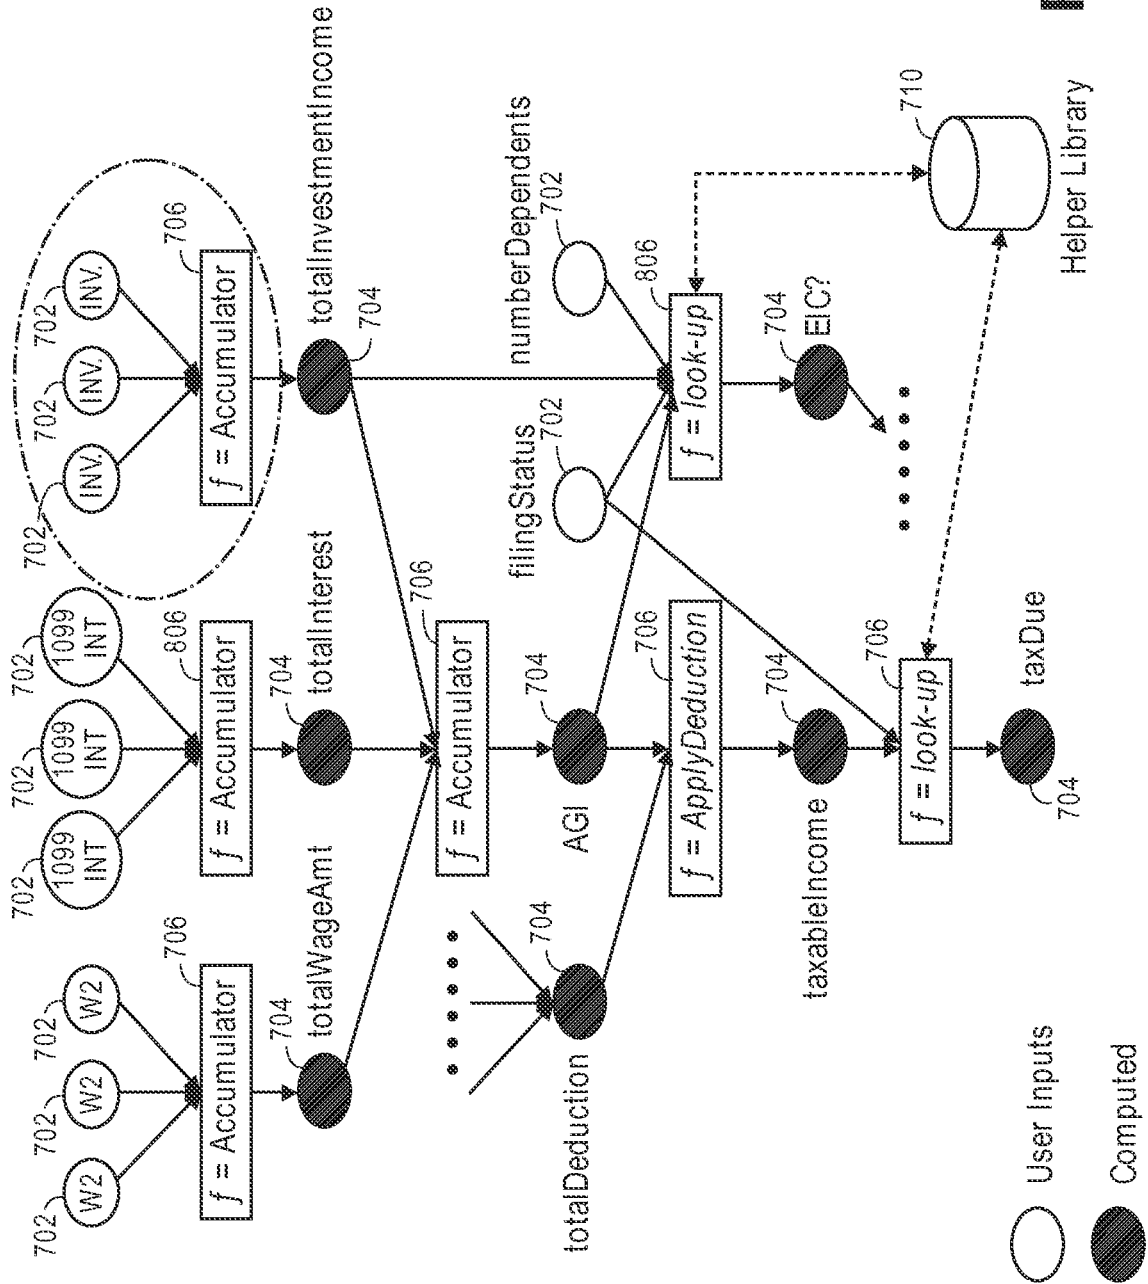 702
702
702
W2
W2
W2
706
f = Accumulator
704
totalWageAmt
702
702
702
1099
INT
1099
INT
1099
INT
806
f = Accumulator
704
totalInterest
702
702
702
INV.
INV.
INV.
706
f = Accumulator
totalInvestmentIncome
704
706
f = Accumulator
totalDeduction
704
AGI
704
filingStatus
702
numberDependents
702
706
f = ApplyDeduction
806
f = look-up
taxableIncome
704
704
EIC?
706
f = look-up
710
Helper Library
704
taxDue
User Inputs
Computed